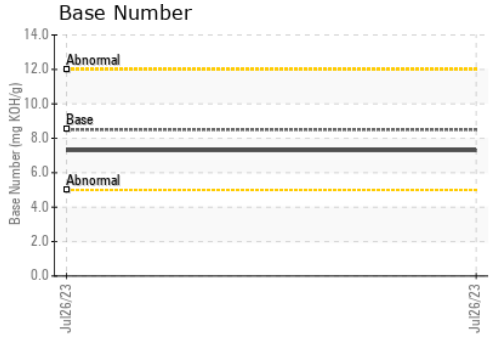 Base Number
Base Number (mg KOH/g)
14.0
12.0
10.0
8.0
6.0
4.0
2.0
0.0
Abnormal
Base
Abnormal
Jul26/23
Jul26/23